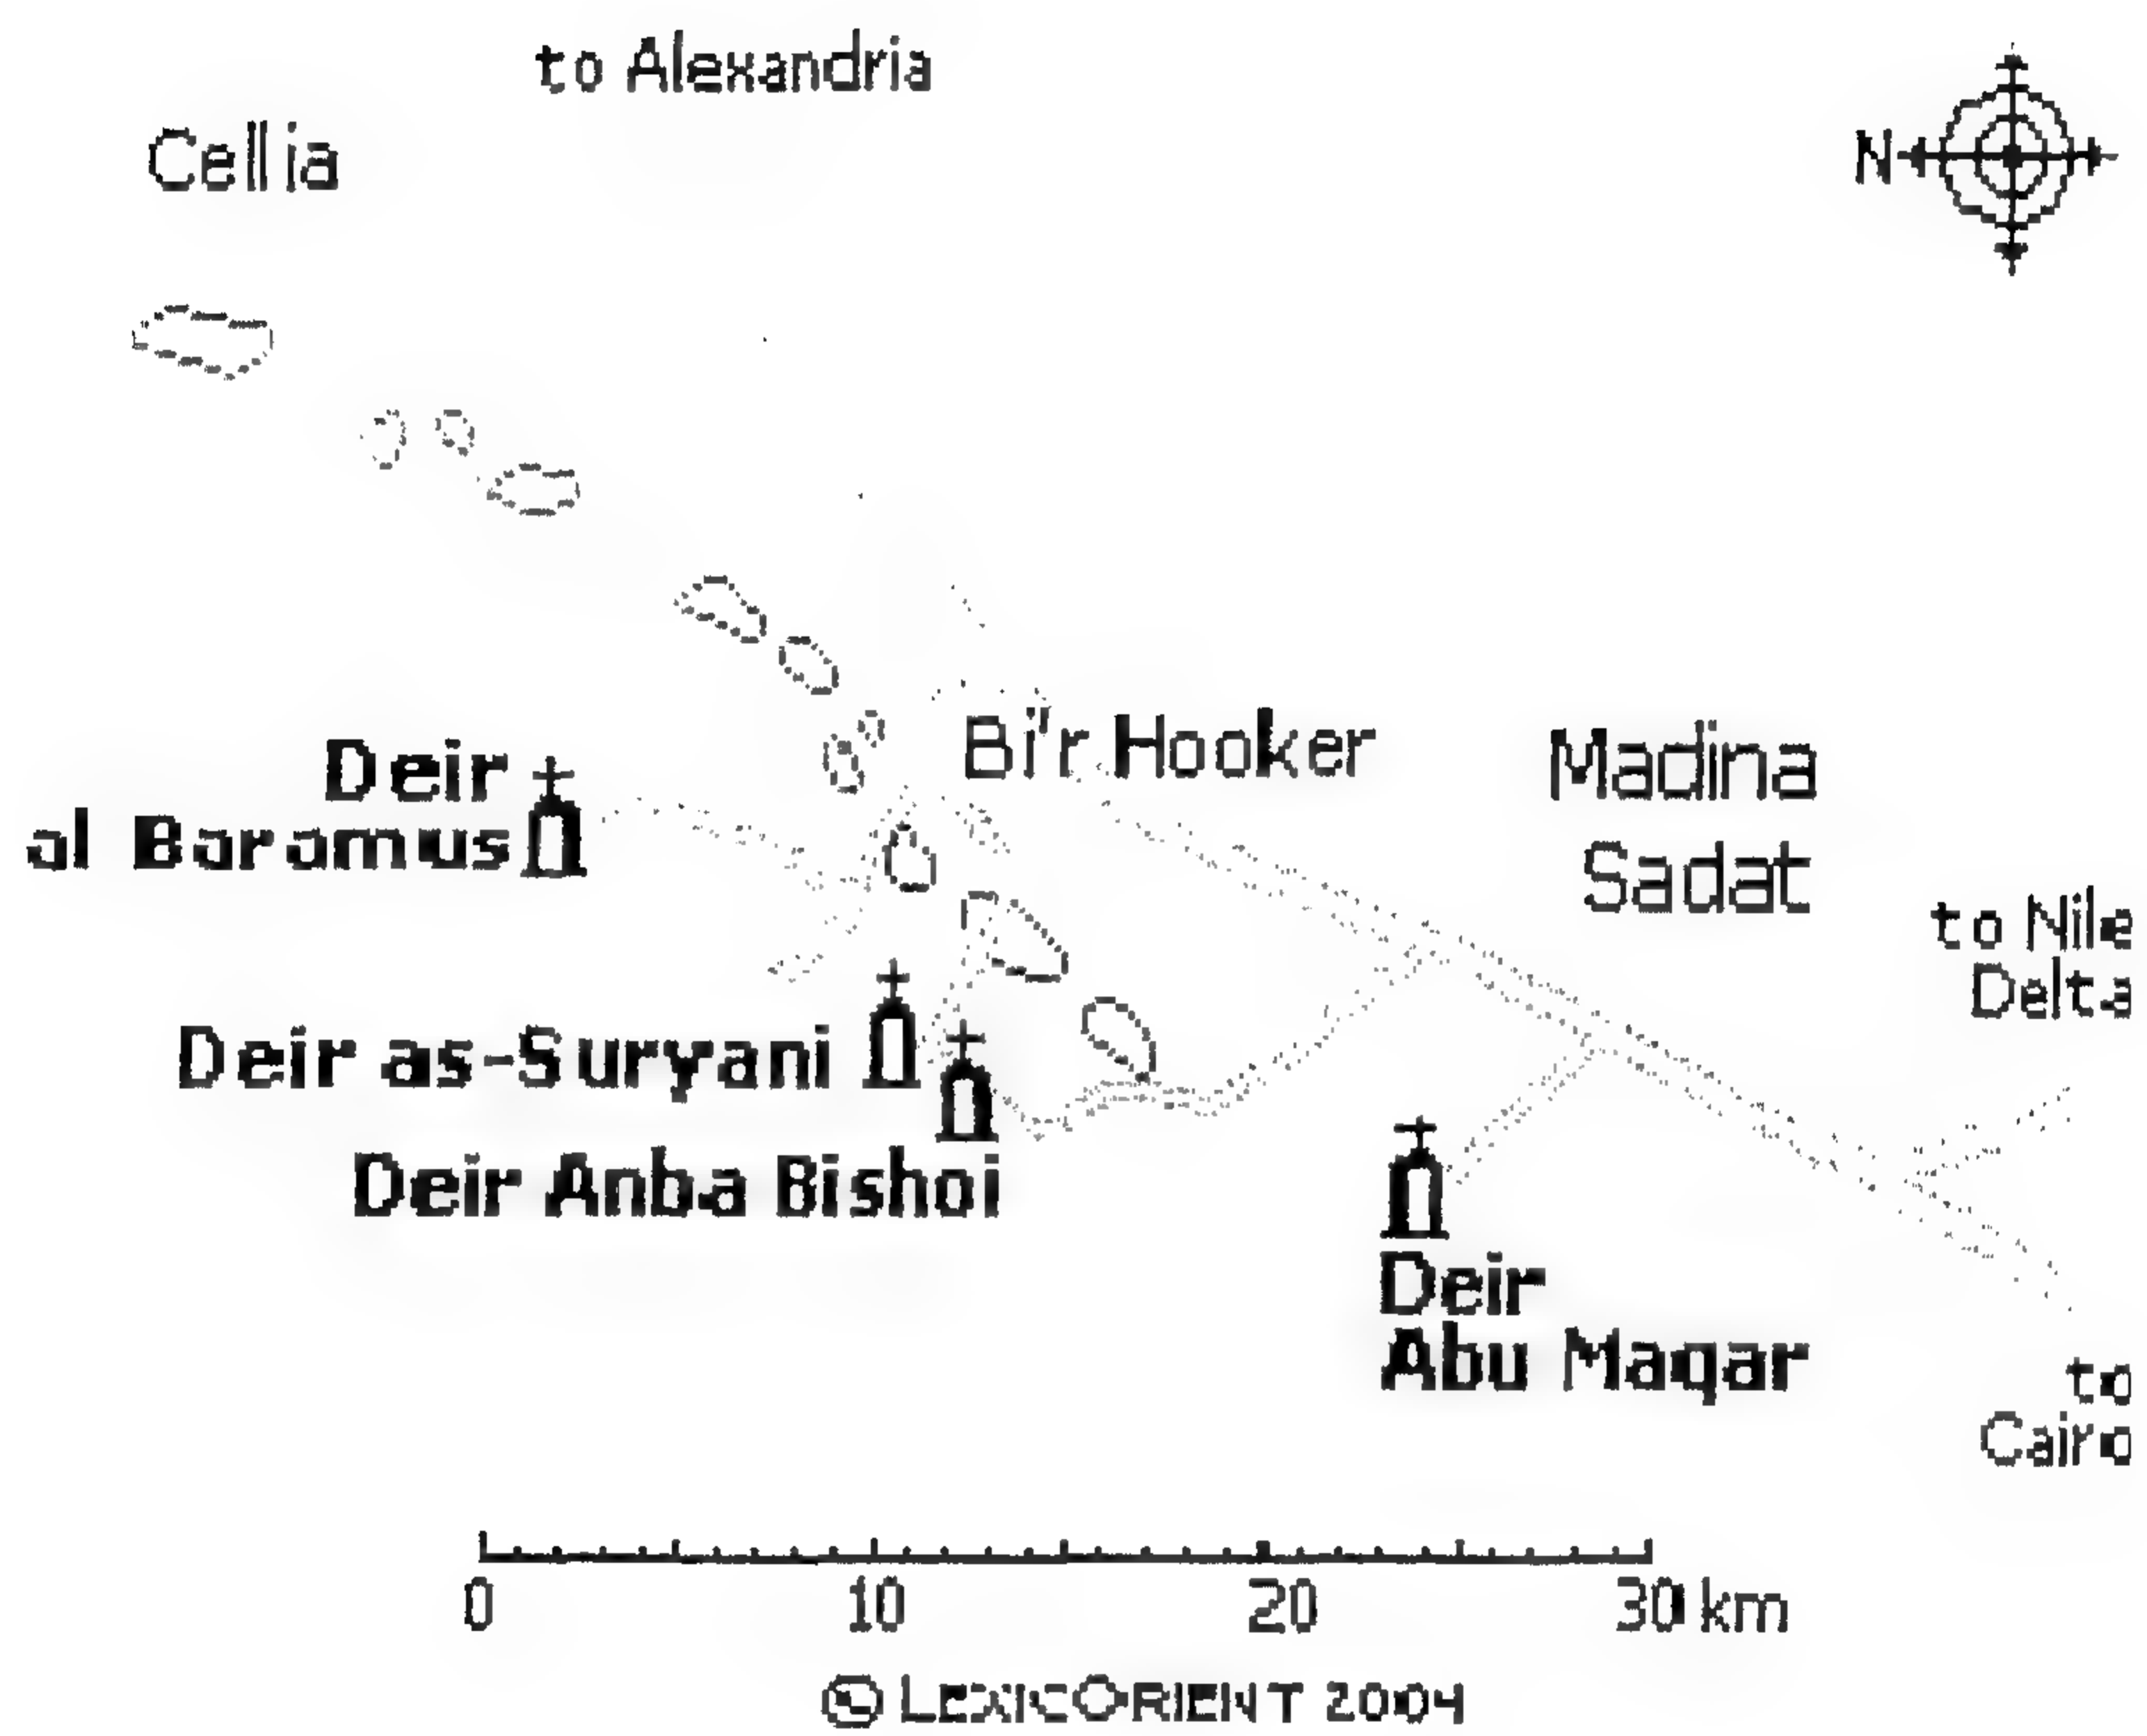 to Alexandria
Cellia
N
Bi'r Hooker
Madina
Sadat
Deir
al Baramus
to Nile
Delta
Deir as-Suryani
Deir Anba Bishoi
Deir
Abu Maqar
to
Cairo
0 10 20 30 km
© LEXICORIENT 2004